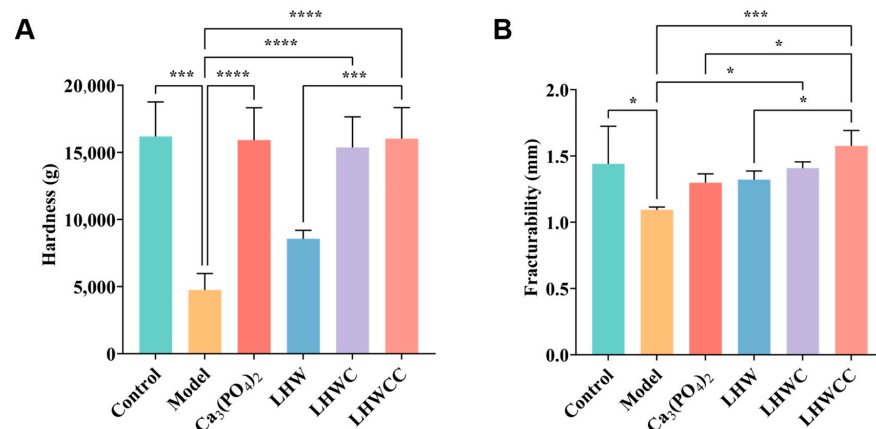 A
****
****
*** **** ***
20,000
15,000
10,000
5,000
0
Hardness (g)
Control
Model
Ca3(PO4)2
LHW
LHWC
LHWCC
B
***
*
*
* *
2.0
1.5
1.0
0.5
0.0
Fracturability (mm)
Control
Model
Ca3(PO4)2
LHW
LHWC
LHWCC